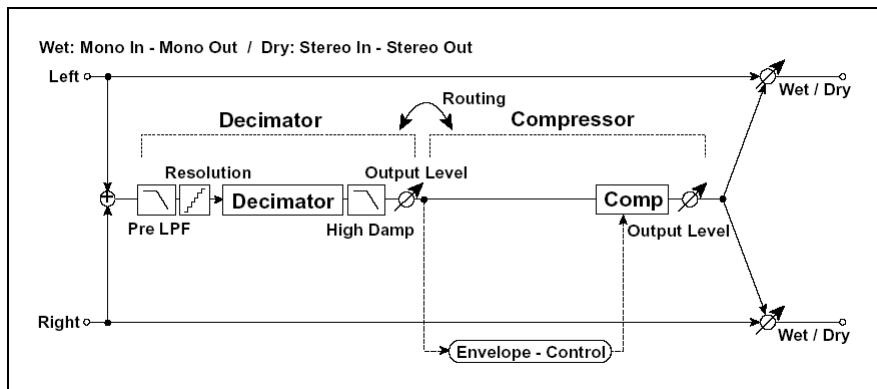 Wet: Mono In - Mono Out / Dry: Stereo In - Stereo Out
Left
Wet / Dry
Routing
Decimator
Compressor
Resolution
Output Level
Decimator
Comp
Pre LPF
High Damp
Output Level
Right
Wet / Dry
Envelope - Control